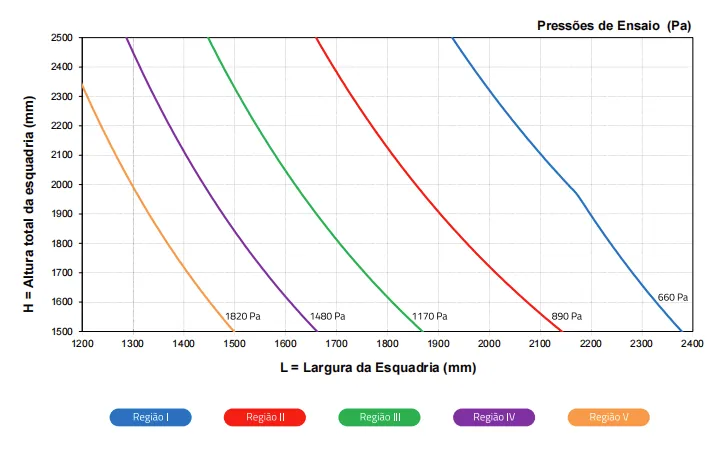 Pressões de Ensaio (Pa)
2500
2400
2300
2200
2100
2000
1900
1800
1700
1600
1500
H = Altura total da esquadria (mm)
1820 Pa
1480 Pa
1170 Pa
890 Pa
660 Pa
1200 1300 1400 1500 1600 1700 1800 1900 2000 2100 2200 2300 2400
L = Largura da Esquadria (mm)
Região I Região II Região III Região IV Região V